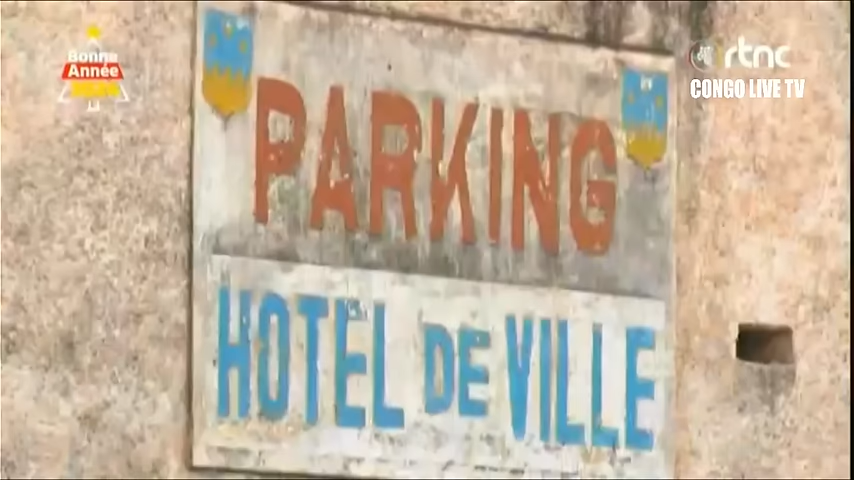 Bonne
Année
rtnc
CONGO LIVE TV
PARKING
HOTEL DE VILLE